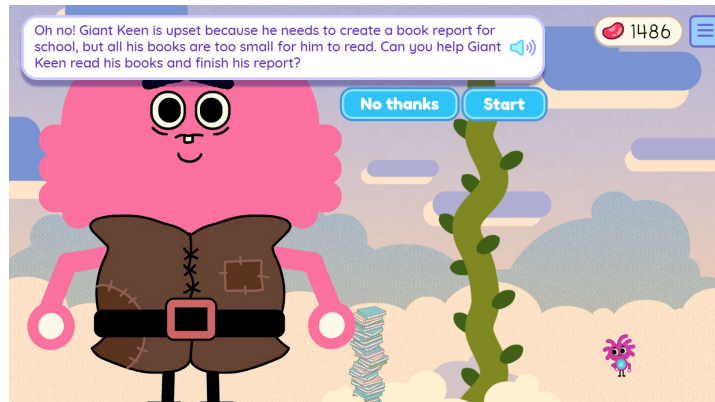 Oh no! Giant Keen is upset because he needs to create a book report for
school, but all his books are too small for him to read. Can you help Giant
Keen read his books and finish his report?
1486
No thanks
Start